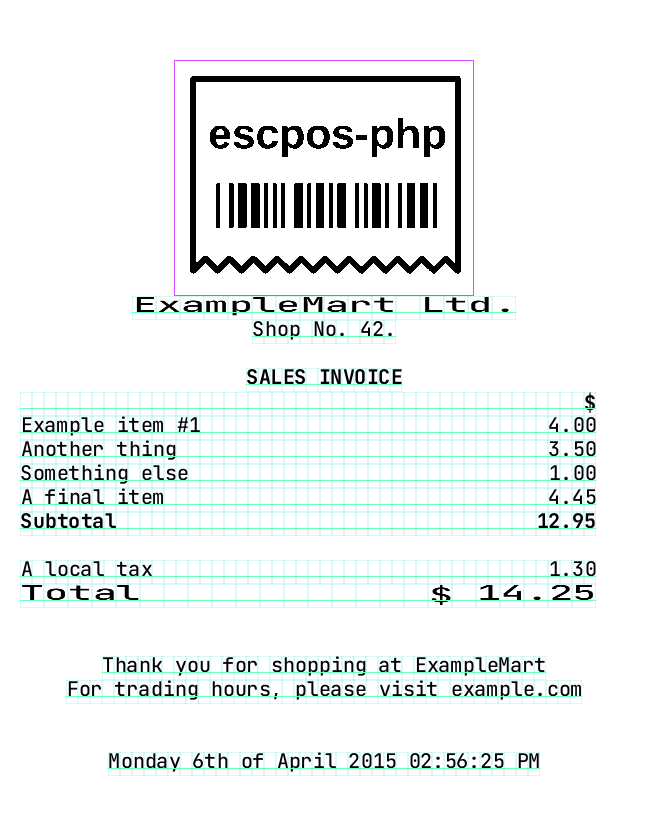 escpos-php
ExampleMart Ltd.
Shop No. 42.
SALES INVOICE
$
Example item #1 4.00
Another thing 3.50
Something else 1.00
A final item 4.45
Subtotal 12.95
A local tax 1.30
Total $ 14.25
Thank you for shopping at ExampleMart
For trading hours, please visit example.com
Monday 6th of April 2015 02:56:25 PM